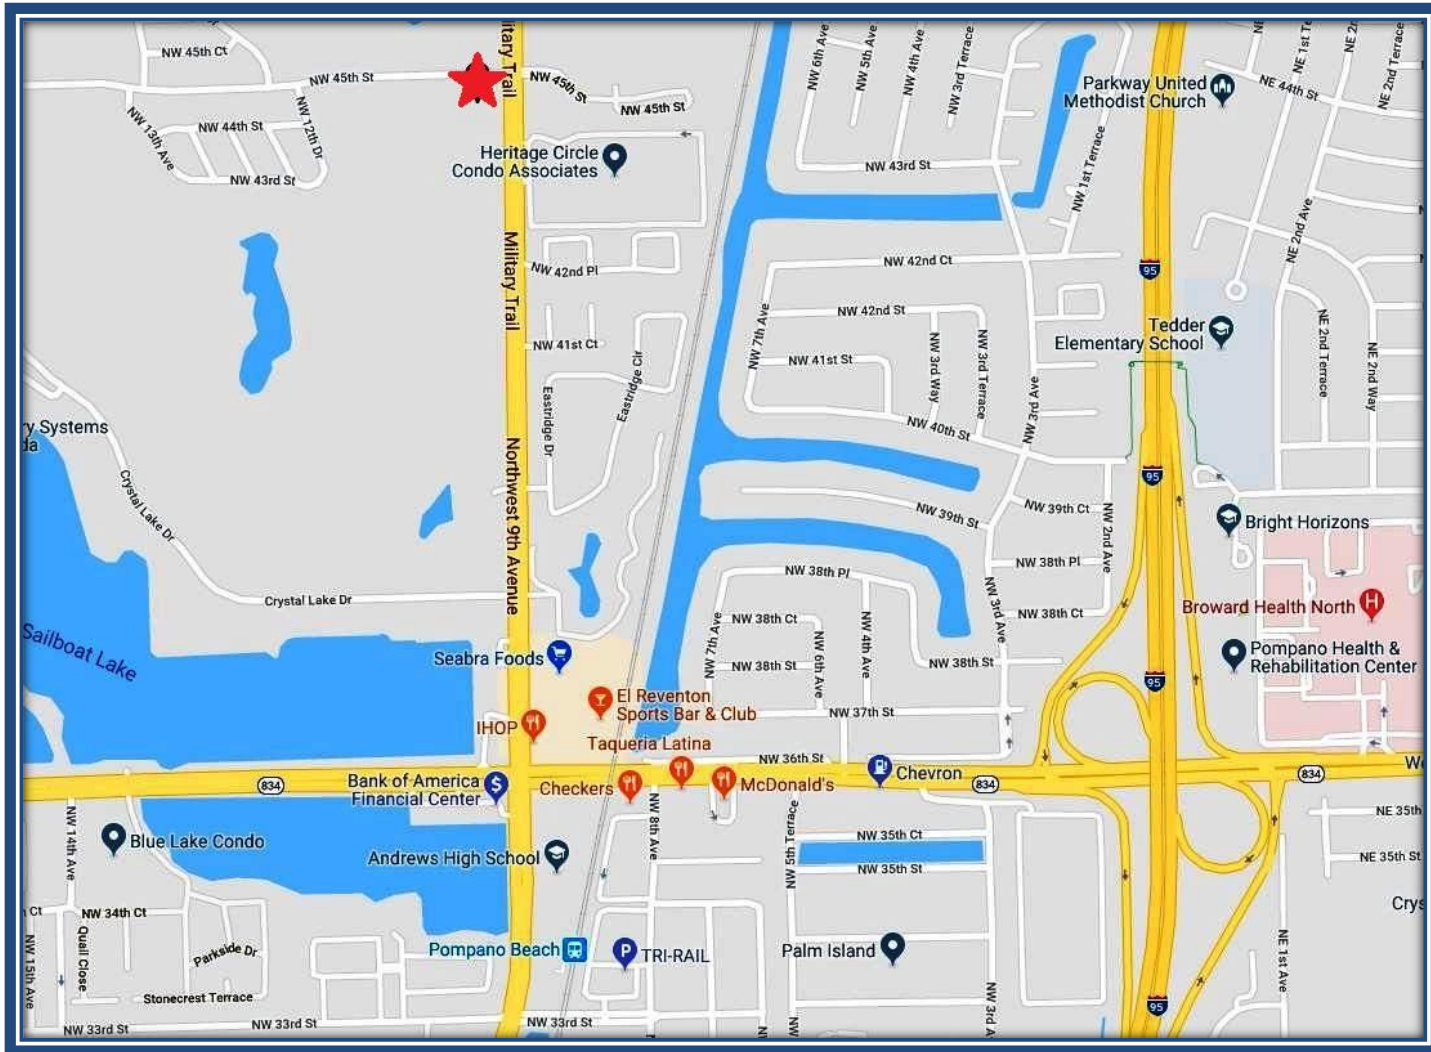 NW 45th Ct
NW 45th St
NW 12th Dr
NW 44th St
NW 13th Ave
NW 43rd St
NW 45th St
NW 45th St
Heritage Circle
Condo Associates
NW 6th Ave
NW 5th Ave
NW 4th Ave
NW 3rd Terrace
NW 43rd St
NW 1st Terrace
Parkway United
Methodist Church
NE 44th St
NE 2nd Terrace
NE 2nd Ave
Military Trail
NW 42nd Pl
NW 42nd Ct
95
NW 42nd St
NW 7th Ave
NW 41st Ct
NW 41st St
NW 3rd Way
NW 3rd Terrace
NW 3rd Ave
NW 40th St
Tedder
Elementary School
NE 2nd Terrace
NE 2nd Way
Eastridge Dr
Eastridge Cir
ry Systems
da
Crystal Lake Dr
Northwest 9th Avenue
95
NW 39th St
NW 39th Ct
NW 2nd Ave
Bright Horizons
NW 38th Pl
NW 38th Pl
Crystal Lake Dr
NW 38th Ct
NW 38th Ct
NW 7th Ave
NW 6th Ave
NW 4th Ave
NW 3rd Ave
Broward Health North
H
Sailboat Lake
Seabra Foods
NW 38th St
NW 38th St
Pompano Health &
Rehabilitation Center
95
El Reventon
Sports Bar & Club
NW 37th St
IHOP
Taqueria Latina
NW 36th St
834
Bank of America
Financial Center
$
Checkers
McDonald's
Chevron
834
834
NW 14th Ave
Blue Lake Condo
Andrews High School
NW 8th Ave
NW 5th Terrace
NW 35th Ct
NW 35th St
NE 35th
NE 35th St
Ct
NW 34th Ct
Quail Close
Parkside Dr
NW 15th Ave
Stonecrest Terrace
Pompano Beach
P
TRI-RAIL
Palm Island
Crys
NE 1st Ave
95
NW 33rd St
NW 33rd St
NW 33rd St
NW 3rd A